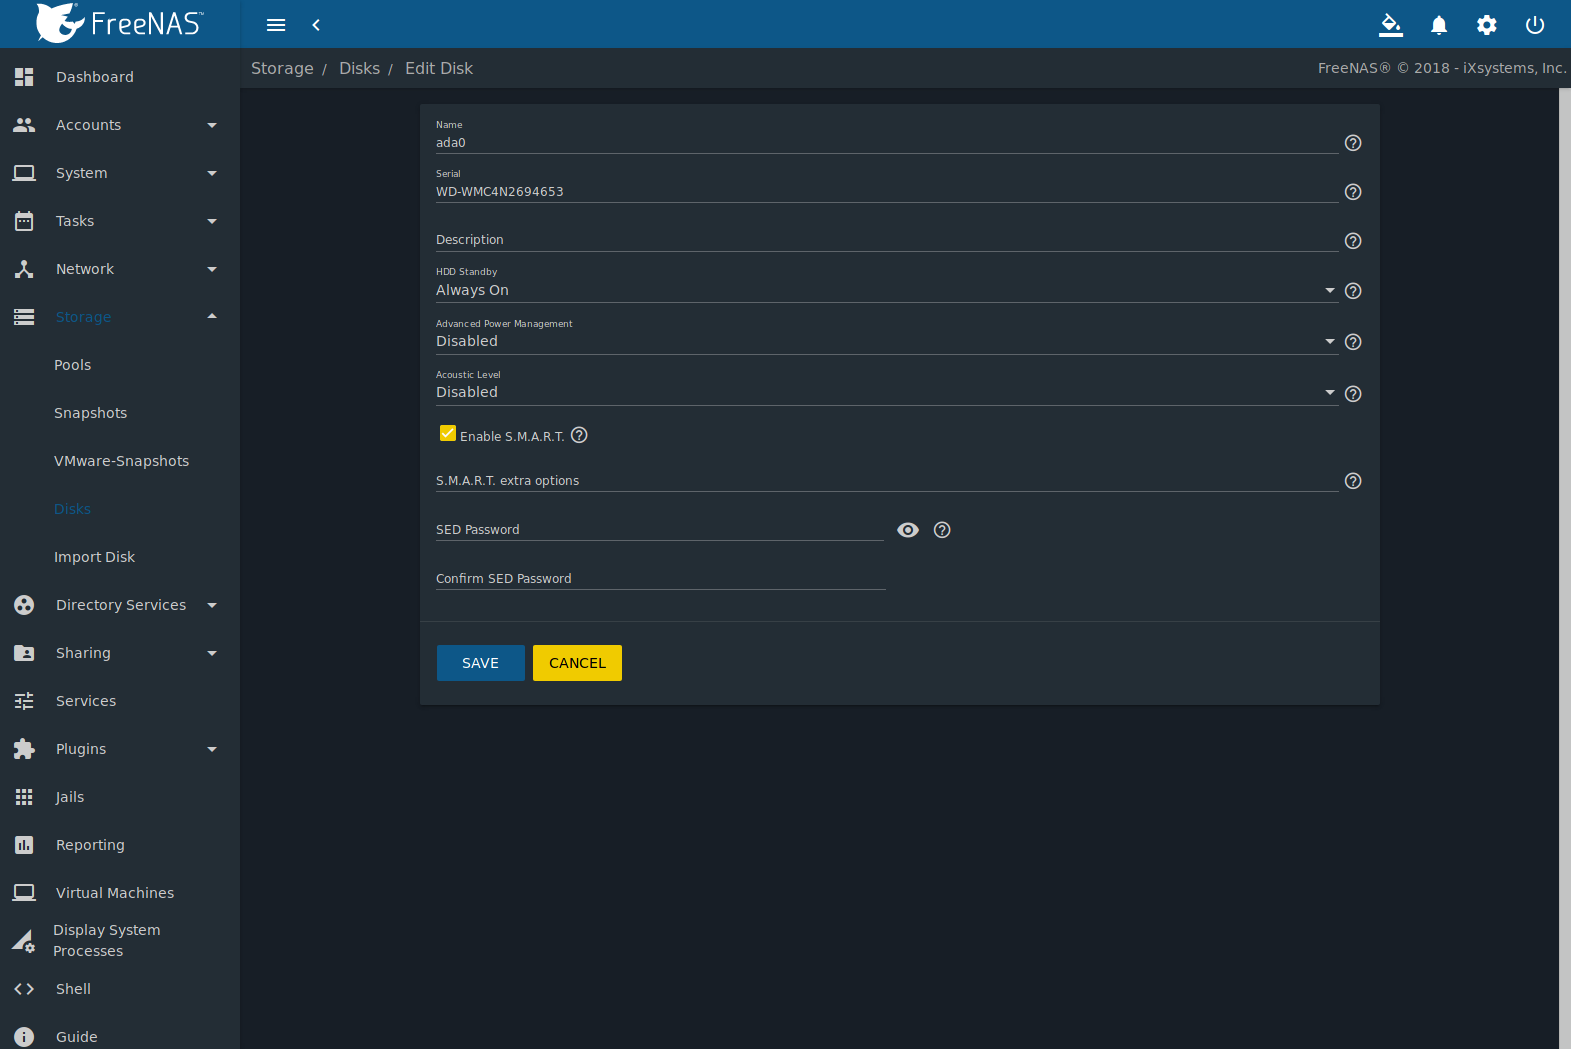 FreeNAS™
Storage / Disks / Edit Disk
FreeNAS® © 2018 - iXsystems, Inc.
Dashboard
Accounts
System
Tasks
Network
Storage
Pools
Snapshots
VMware-Snapshots
Disks
Import Disk
Directory Services
Sharing
Services
Plugins
Jails
Reporting
Virtual Machines
Display System
Processes
Shell
Guide
Name
ada0
Serial
WD-WMC4N2694653
Description
HDD Standby
Always On
Advanced Power Management
Disabled
Acoustic Level
Disabled
Enable S.M.A.R.T.
S.M.A.R.T. extra options
SED Password
Confirm SED Password
SAVE CANCEL